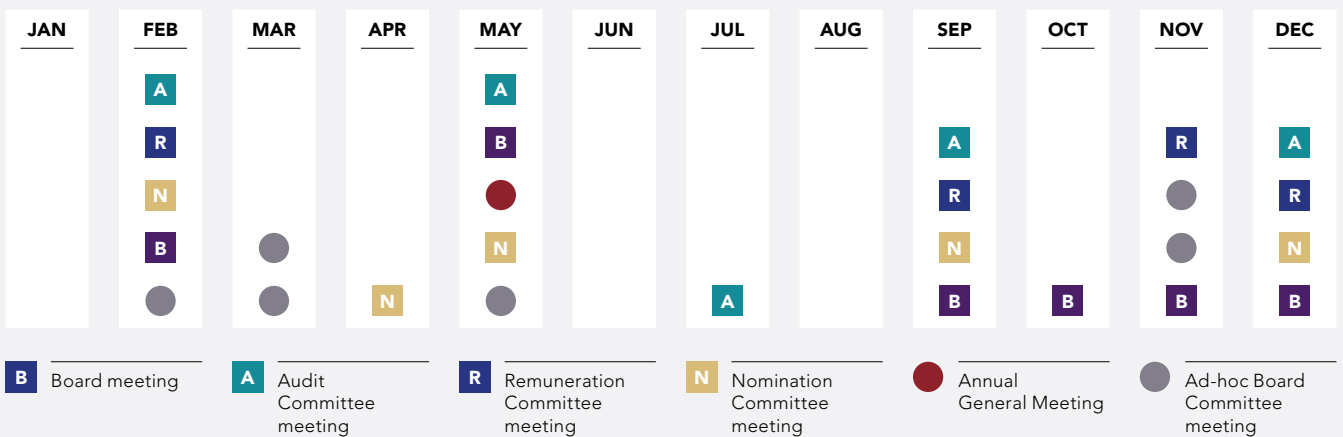 JAN FEB MAR APR MAY JUN JUL AUG SEP OCT NOV DEC
A A
R B A R A
N R R
B N N N
N A B B B B
B Board meeting
A Audit
Committee
meeting
R Remuneration
Committee
meeting
N Nomination
Committee
meeting
Annual
General Meeting
Ad-hoc Board
Committee
meeting